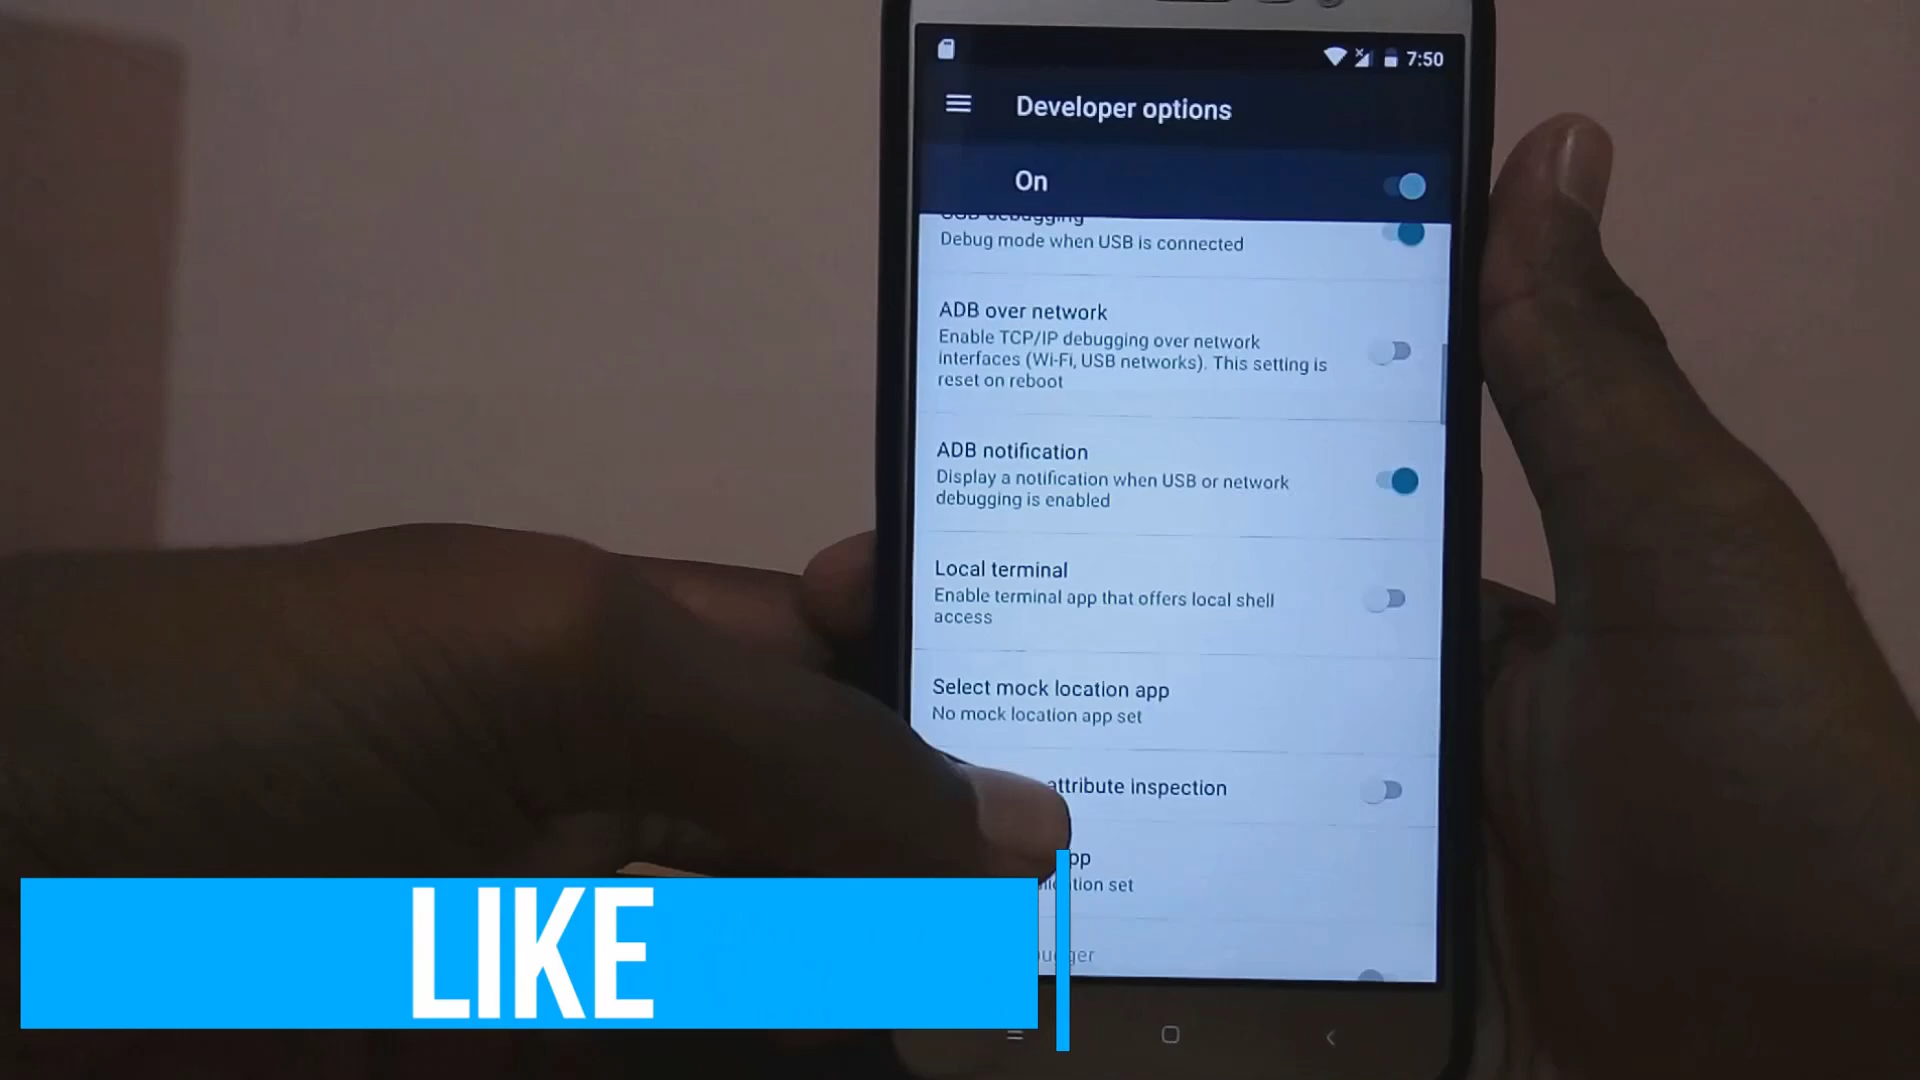 7:50
Developer options
On
USB debugging
Debug mode when USB is connected
ADB over network
Enable TCP/IP debugging over network
interfaces (Wi-Fi, USB networks). This setting is
reset on reboot
ADB notification
Display a notification when USB or network
debugging is enabled
Local terminal
Enable terminal app that offers local shell
access
Select mock location app
No mock location app set
attribute inspection
tion set
LIKE